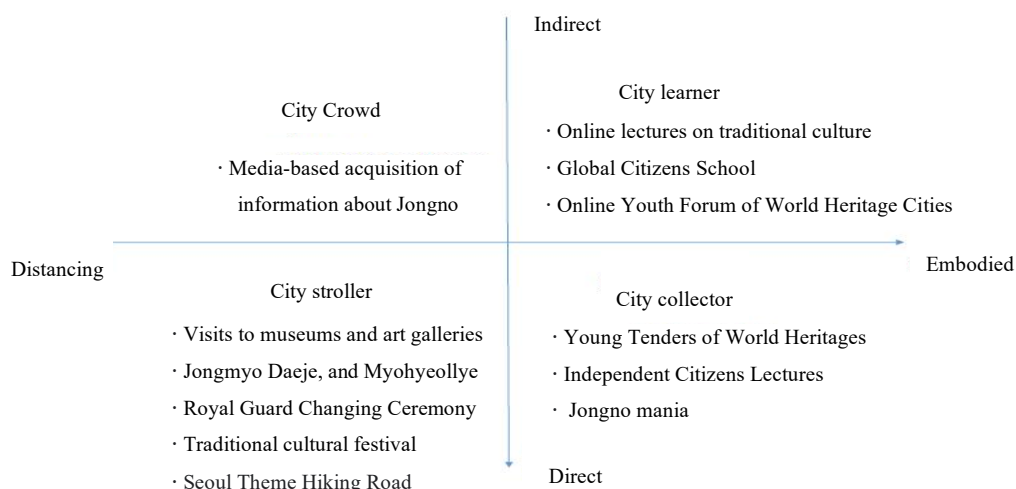 Indirect
City Crowd
· Media-based acquisition of
information about Jongno
City learner
· Online lectures on traditional culture
· Global Citizens School
· Online Youth Forum of World Heritage Cities
Distancing
Embodied
City stroller
· Visits to museums and art galleries
· Jongmyo Daeje, and Myohyeollye
· Royal Guard Changing Ceremony
· Traditional cultural festival
· Seoul Theme Hiking Road
City collector
· Young Tenders of World Heritages
· Independent Citizens Lectures
· Jongno mania
Direct